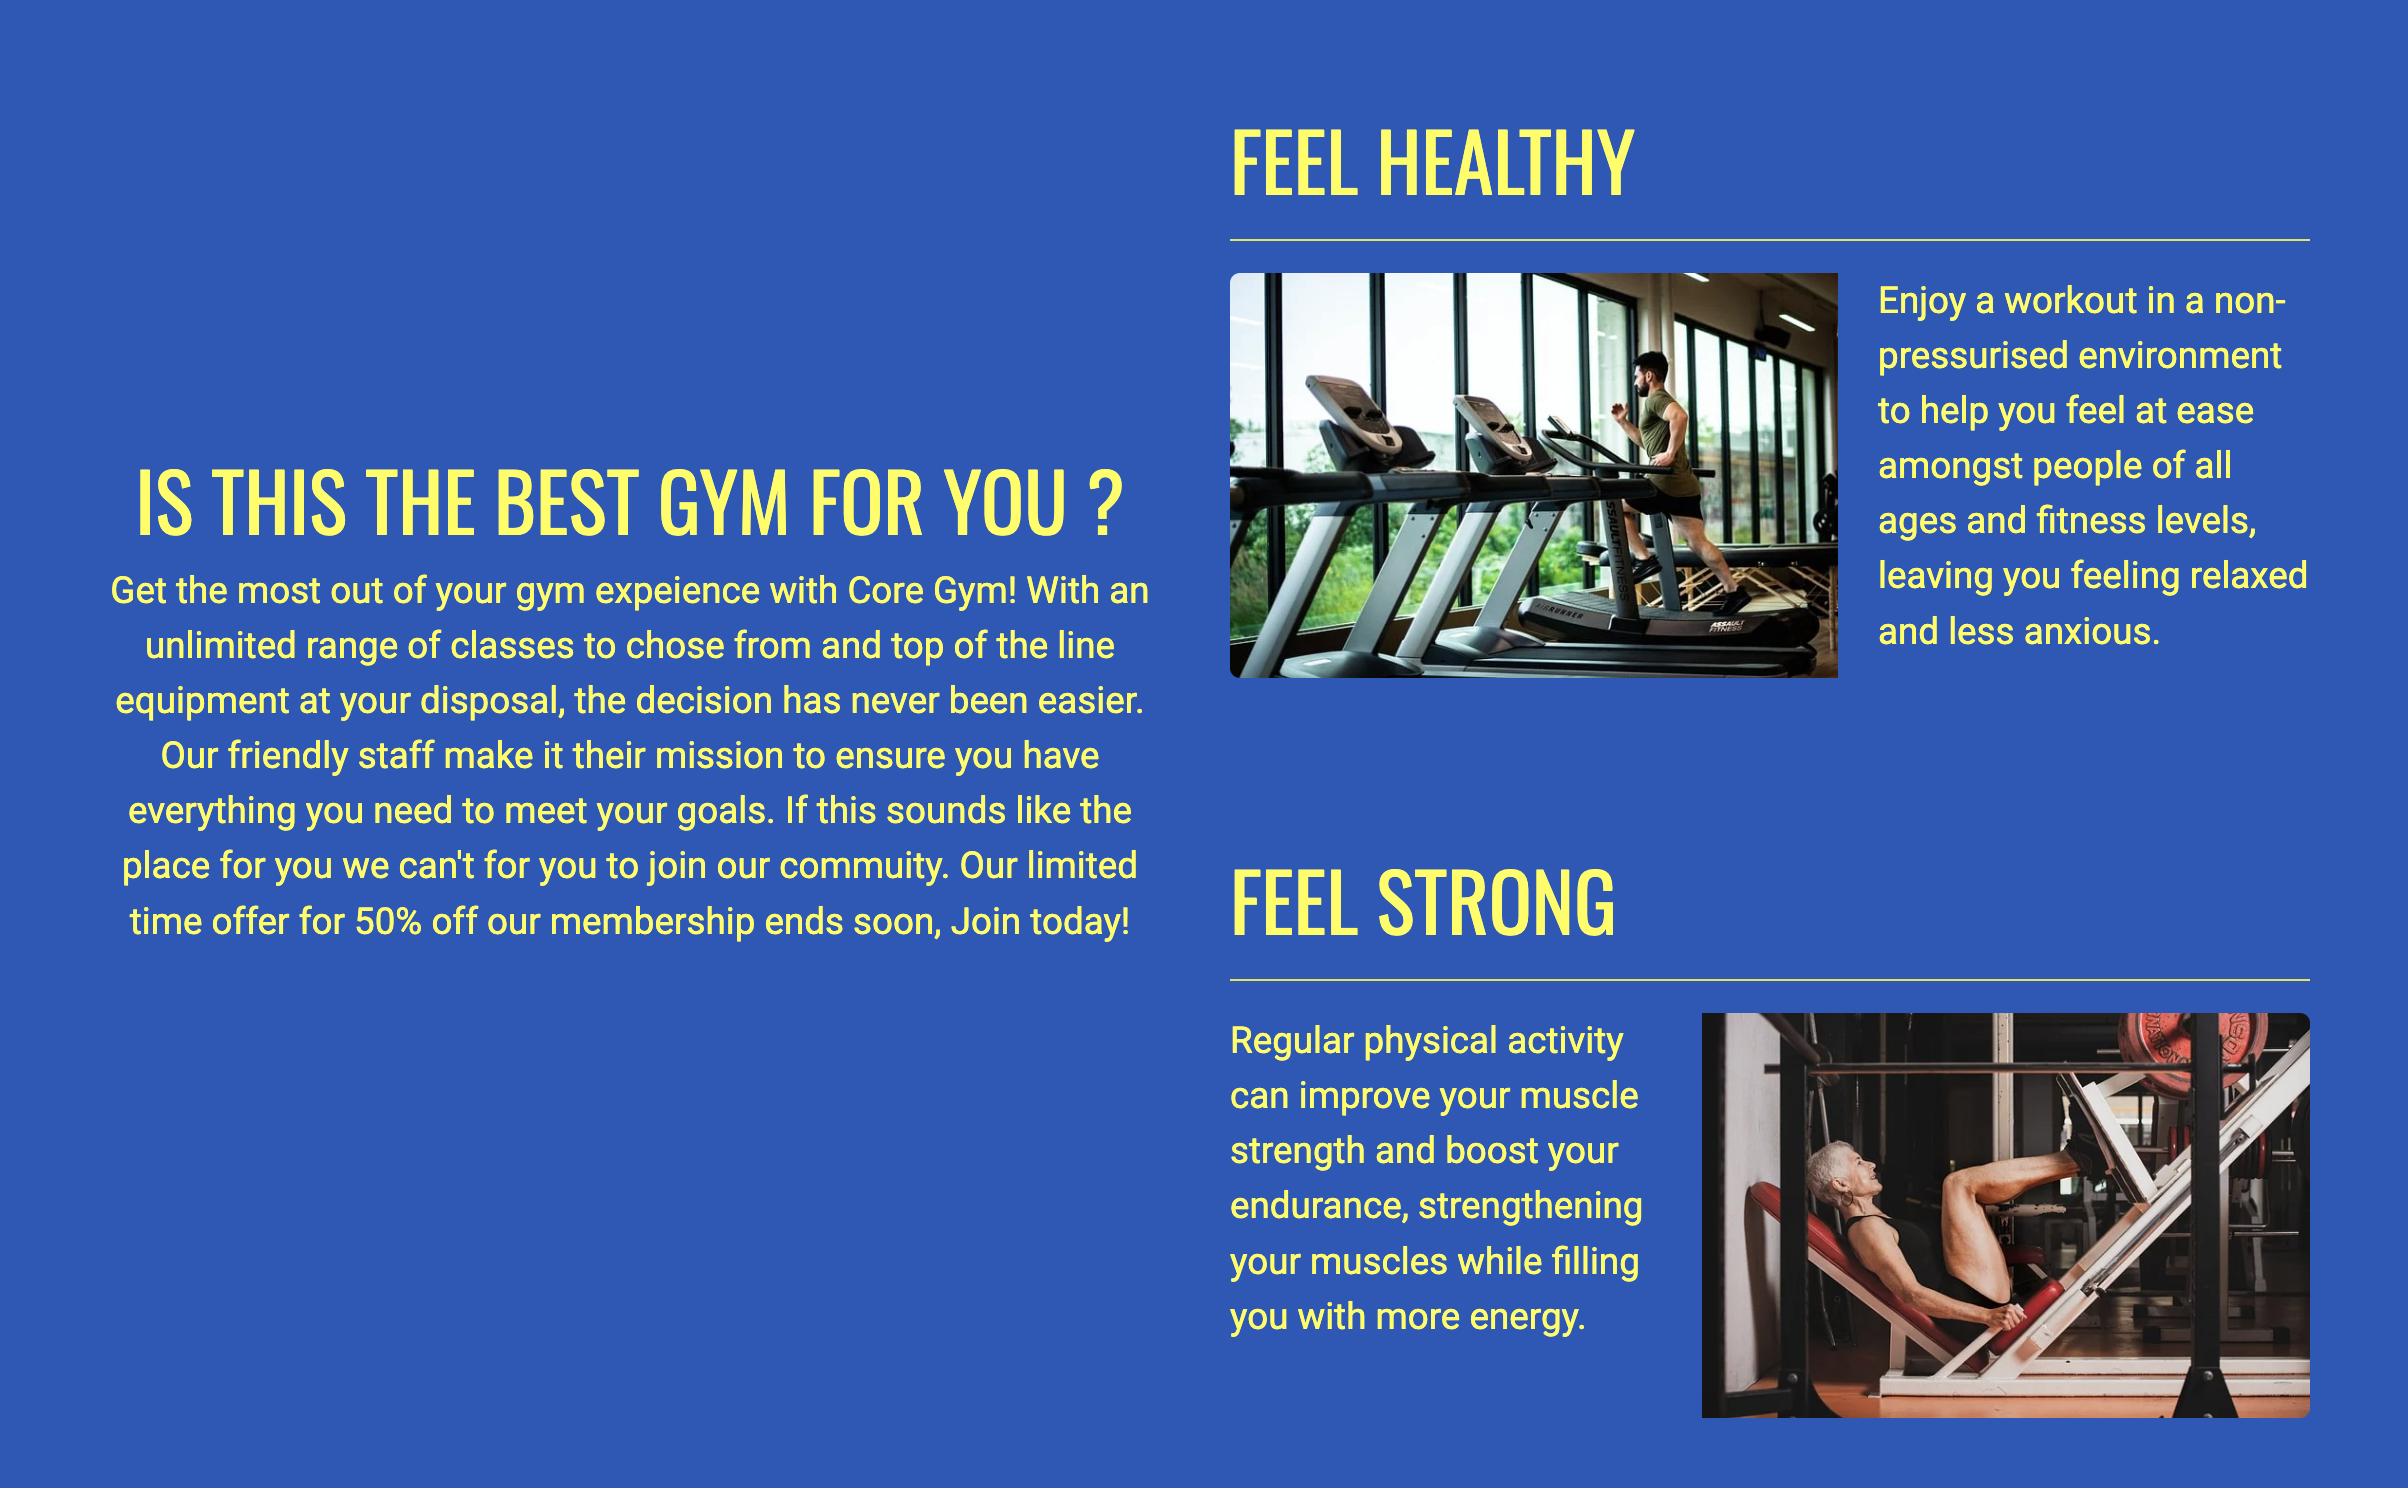 IS THIS THE BEST GYM FOR YOU ?
Get the most out of your gym expeience with Core Gym! With an
unlimited range of classes to chose from and top of the line
equipment at your disposal, the decision has never been easier.
Our friendly staff make it their mission to ensure you have
everything you need to meet your goals. If this sounds like the
place for you we can't for you to join our commuity. Our limited
time offer for 50% off our membership ends soon, Join today!
FEEL HEALTHY
Enjoy a workout in a non-
pressurised environment
to help you feel at ease
amongst people of all
ages and fitness levels,
leaving you feeling relaxed
and less anxious.
ASSAULT FITNESS
AIRRUNNER
ASSAULT
FITNESS
FEEL STRONG
Regular physical activity
can improve your muscle
strength and boost your
endurance, strengthening
your muscles while filling
you with more energy.